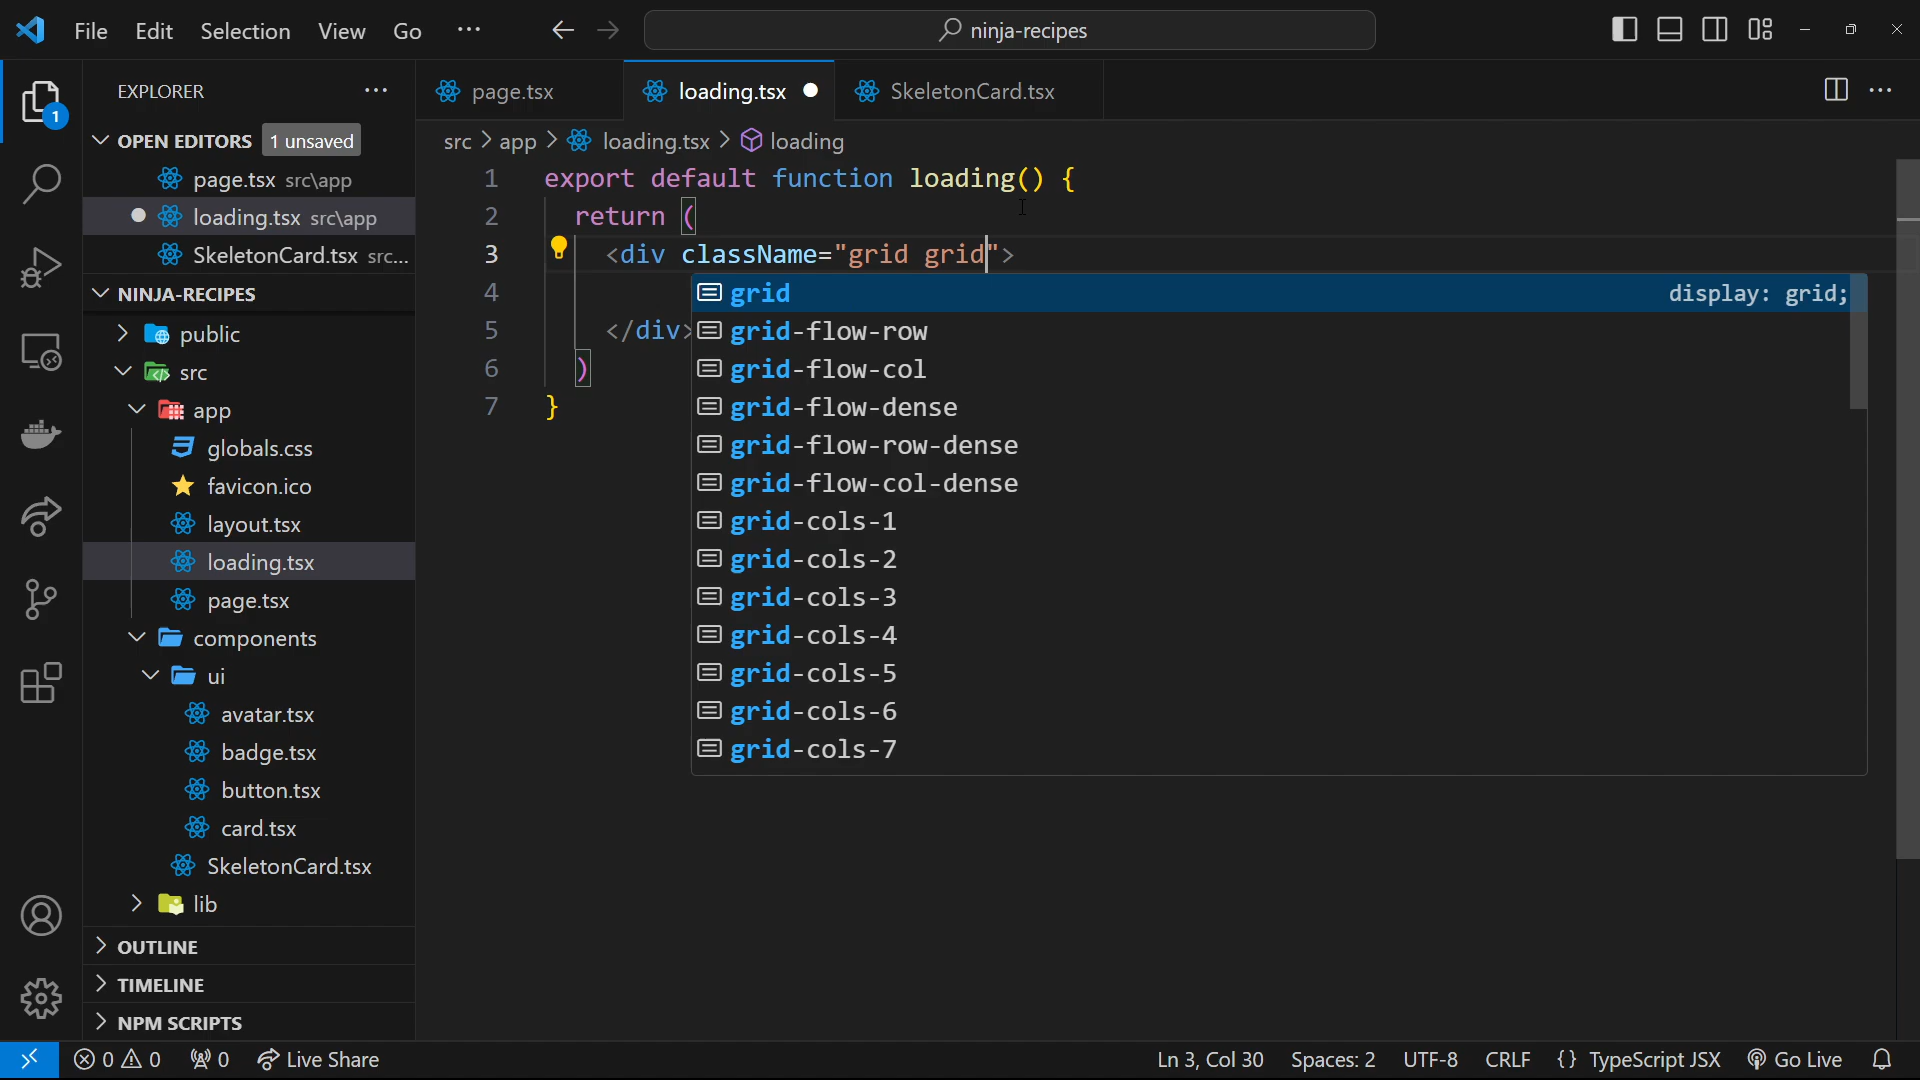 File Edit Selection View Go ···
ninja-recipes
EXPLORER ···
OPEN EDITORS 1 unsaved
page.tsx src\app
loading.tsx src\app
SkeletonCard.tsx src...
NINJA-RECIPES
public
src
app
globals.css
favicon.ico
layout.tsx
loading.tsx
page.tsx
components
ui
avatar.tsx
badge.tsx
button.tsx
card.tsx
SkeletonCard.tsx
lib
OUTLINE
TIMELINE
NPM SCRIPTS
1
page.tsx loading.tsx SkeletonCard.tsx
src > app > loading.tsx > loading
1 export default function loading() {
2 return (
3 <div className="grid grid">
4
5 </div>
6 )
7 }
grid display: grid;
grid-flow-row
grid-flow-col
grid-flow-dense
grid-flow-row-dense
grid-flow-col-dense
grid-cols-1
grid-cols-2
grid-cols-3
grid-cols-4
grid-cols-5
grid-cols-6
grid-cols-7
0 0 0 Live Share Ln 3, Col 30 Spaces: 2 UTF-8 CRLF {} TypeScript JSX Go Live